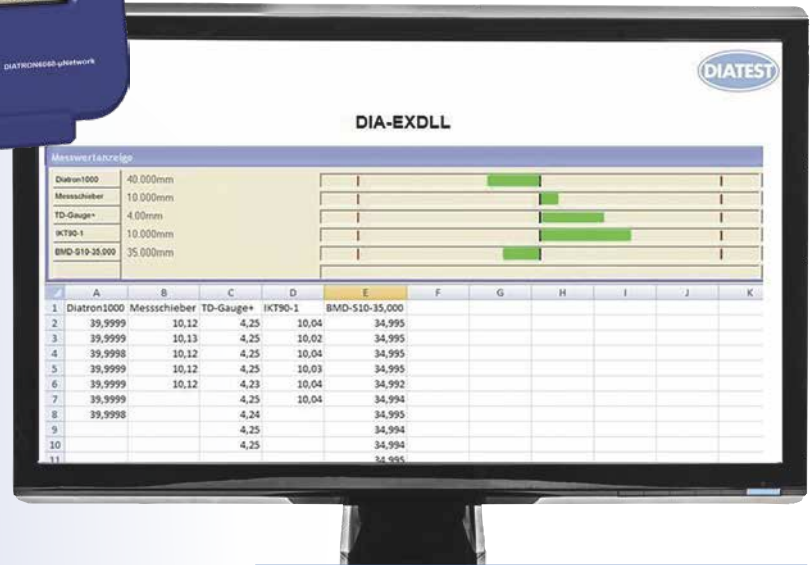 DIATRON6060-µNetwork
DIATEST
DIA-EXDLL
Messwertanzeige
Diatron1000 40.000mm
Messschieber 10.000mm
TD-Gauge+ 4.00mm
IKT90-1 10.000mm
BMD-S10-35,000 35.000mm
A B C D E F G H I J K
1 Diatron1000 Messschieber TD-Gauge+ IKT90-1 BMD-S10-35,000
2 39,9999 10,12 4,25 10,04 34,995
3 39,9999 10,13 4,25 10,02 34,995
4 39,9998 10,12 4,25 10,04 34,995
5 39,9999 10,12 4,25 10,03 34,995
6 39,9999 10,12 4,23 10,04 34,992
7 39,9999 4,25 10,04 34,994
8 39,9998 4,24 34,995
9 4,25 34,994
10 4,25 34,994
11 34,995